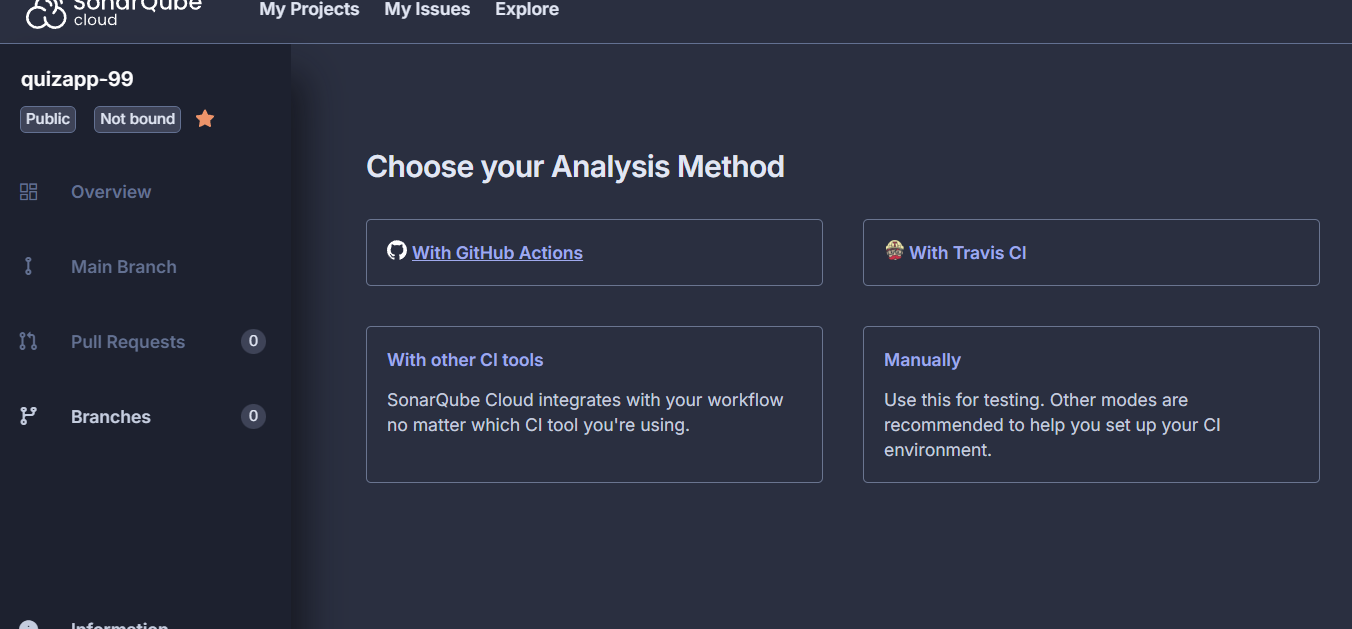 SonarQube
cloud
My Projects
My Issues
Explore
quizapp-99
Public
Not bound
Overview
Main Branch
Pull Requests
0
Branches
0
Information
Choose your Analysis Method
With GitHub Actions
With Travis CI
With other CI tools
SonarQube Cloud integrates with your workflow
no matter which CI tool you're using.
Manually
Use this for testing. Other modes are
recommended to help you set up your CI
environment.